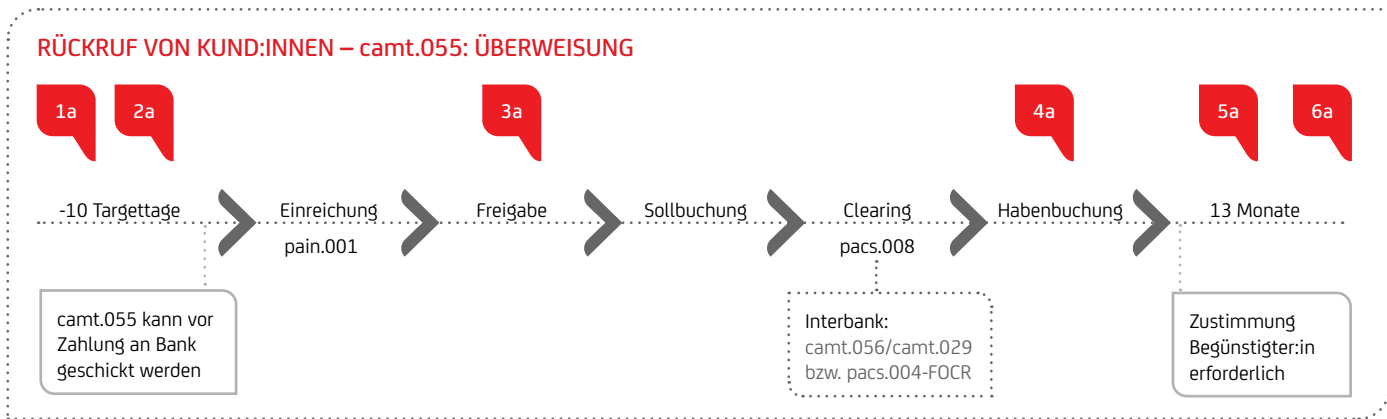 RÜCKRUF VON KUND:INNEN – camt.055: ÜBERWEISUNG
1a 2a 3a 4a 5a 6a
-10 Targettage Einreichung Freigabe Sollbuchung Clearing Habenbuchung 13 Monate
pain.001 pacs.008
camt.055 kann vor
Zahlung an Bank
geschickt werden
Interbank:
camt.056/camt.029
bzw. pacs.004-FOCR
Zustimmung
Begünstigter:in
erforderlich